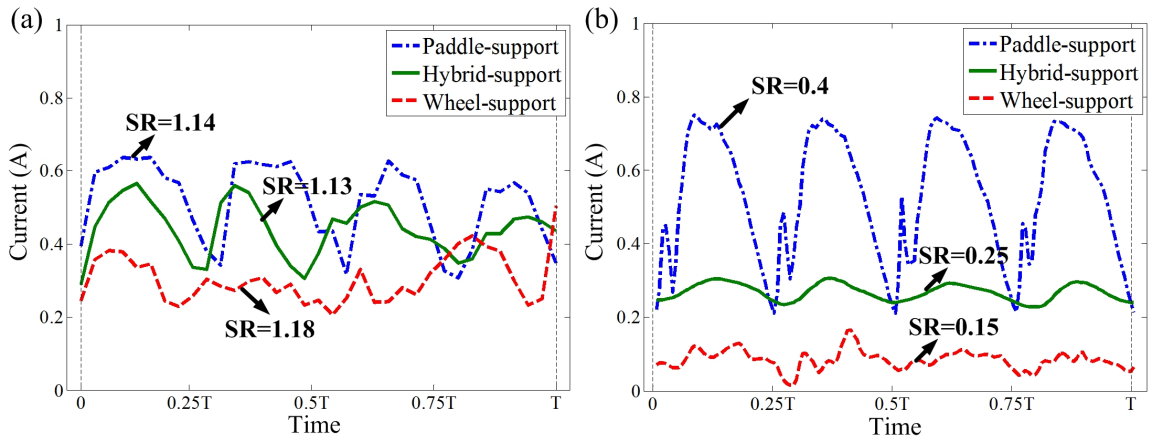 (a)
1
0.8
0.6
0.4
0.2
0
Current (A)
Paddle-support
Hybrid-support
Wheel-support
SR=1.14
SR=1.13
SR=1.18
0
0.25T
0.5T
0.75T
T
Time
(b)
1
0.8
0.6
0.4
0.2
0
Current (A)
Paddle-support
Hybrid-support
Wheel-support
SR=0.4
SR=0.25
SR=0.15
0
0.25T
0.5T
0.75T
T
Time